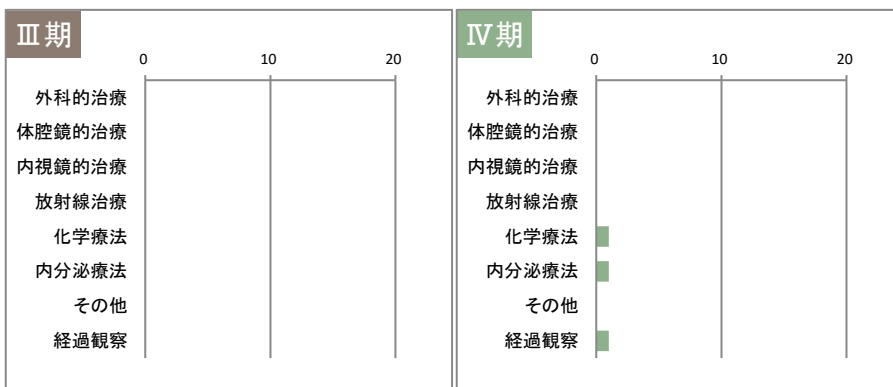 Ⅲ期
0 10 20
外科的治療
体腔鏡的治療
内視鏡的治療
放射線治療
化学療法
内分泌療法
その他
経過観察
Ⅳ期
0 10 20
外科的治療
体腔鏡的治療
内視鏡的治療
放射線治療
化学療法
内分泌療法
その他
経過観察